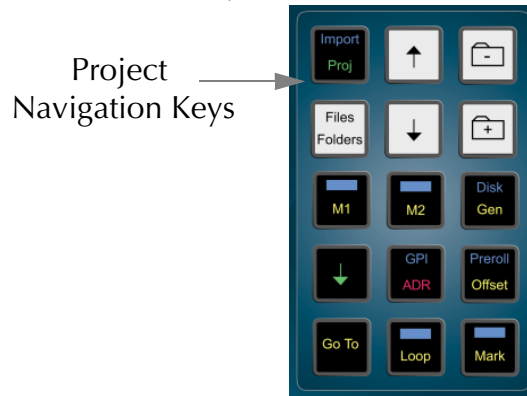 Project
Navigation Keys
Import
Proj
Files
Folders
M1
M2
Disk
Gen
GPI
ADR
Preroll
Offset
Go To
Loop
Mark